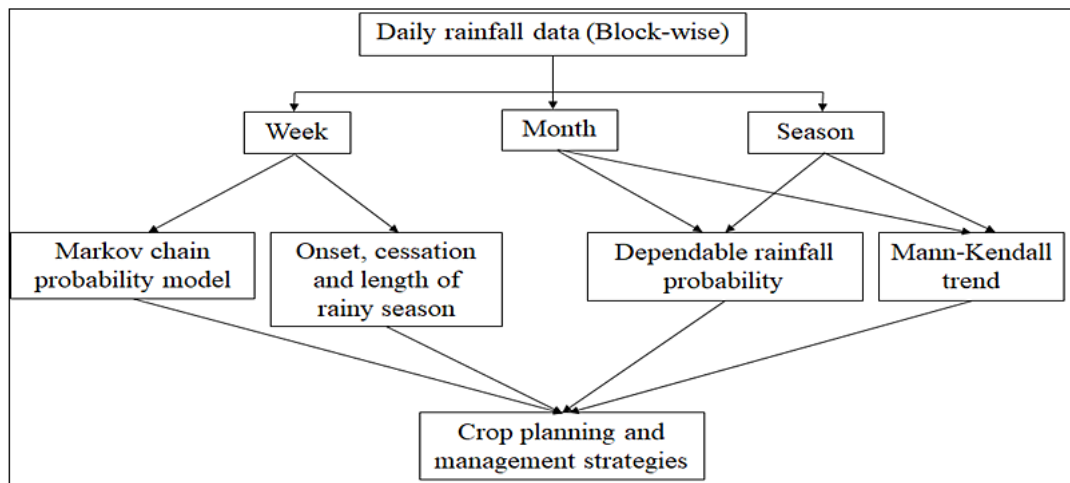 Daily rainfall data (Block-wise)
Week
Month
Season
Markov chain
probability model
Onset, cessation
and length of
rainy season
Dependable rainfall
probability
Mann-Kendall
trend
Crop planning and
management strategies